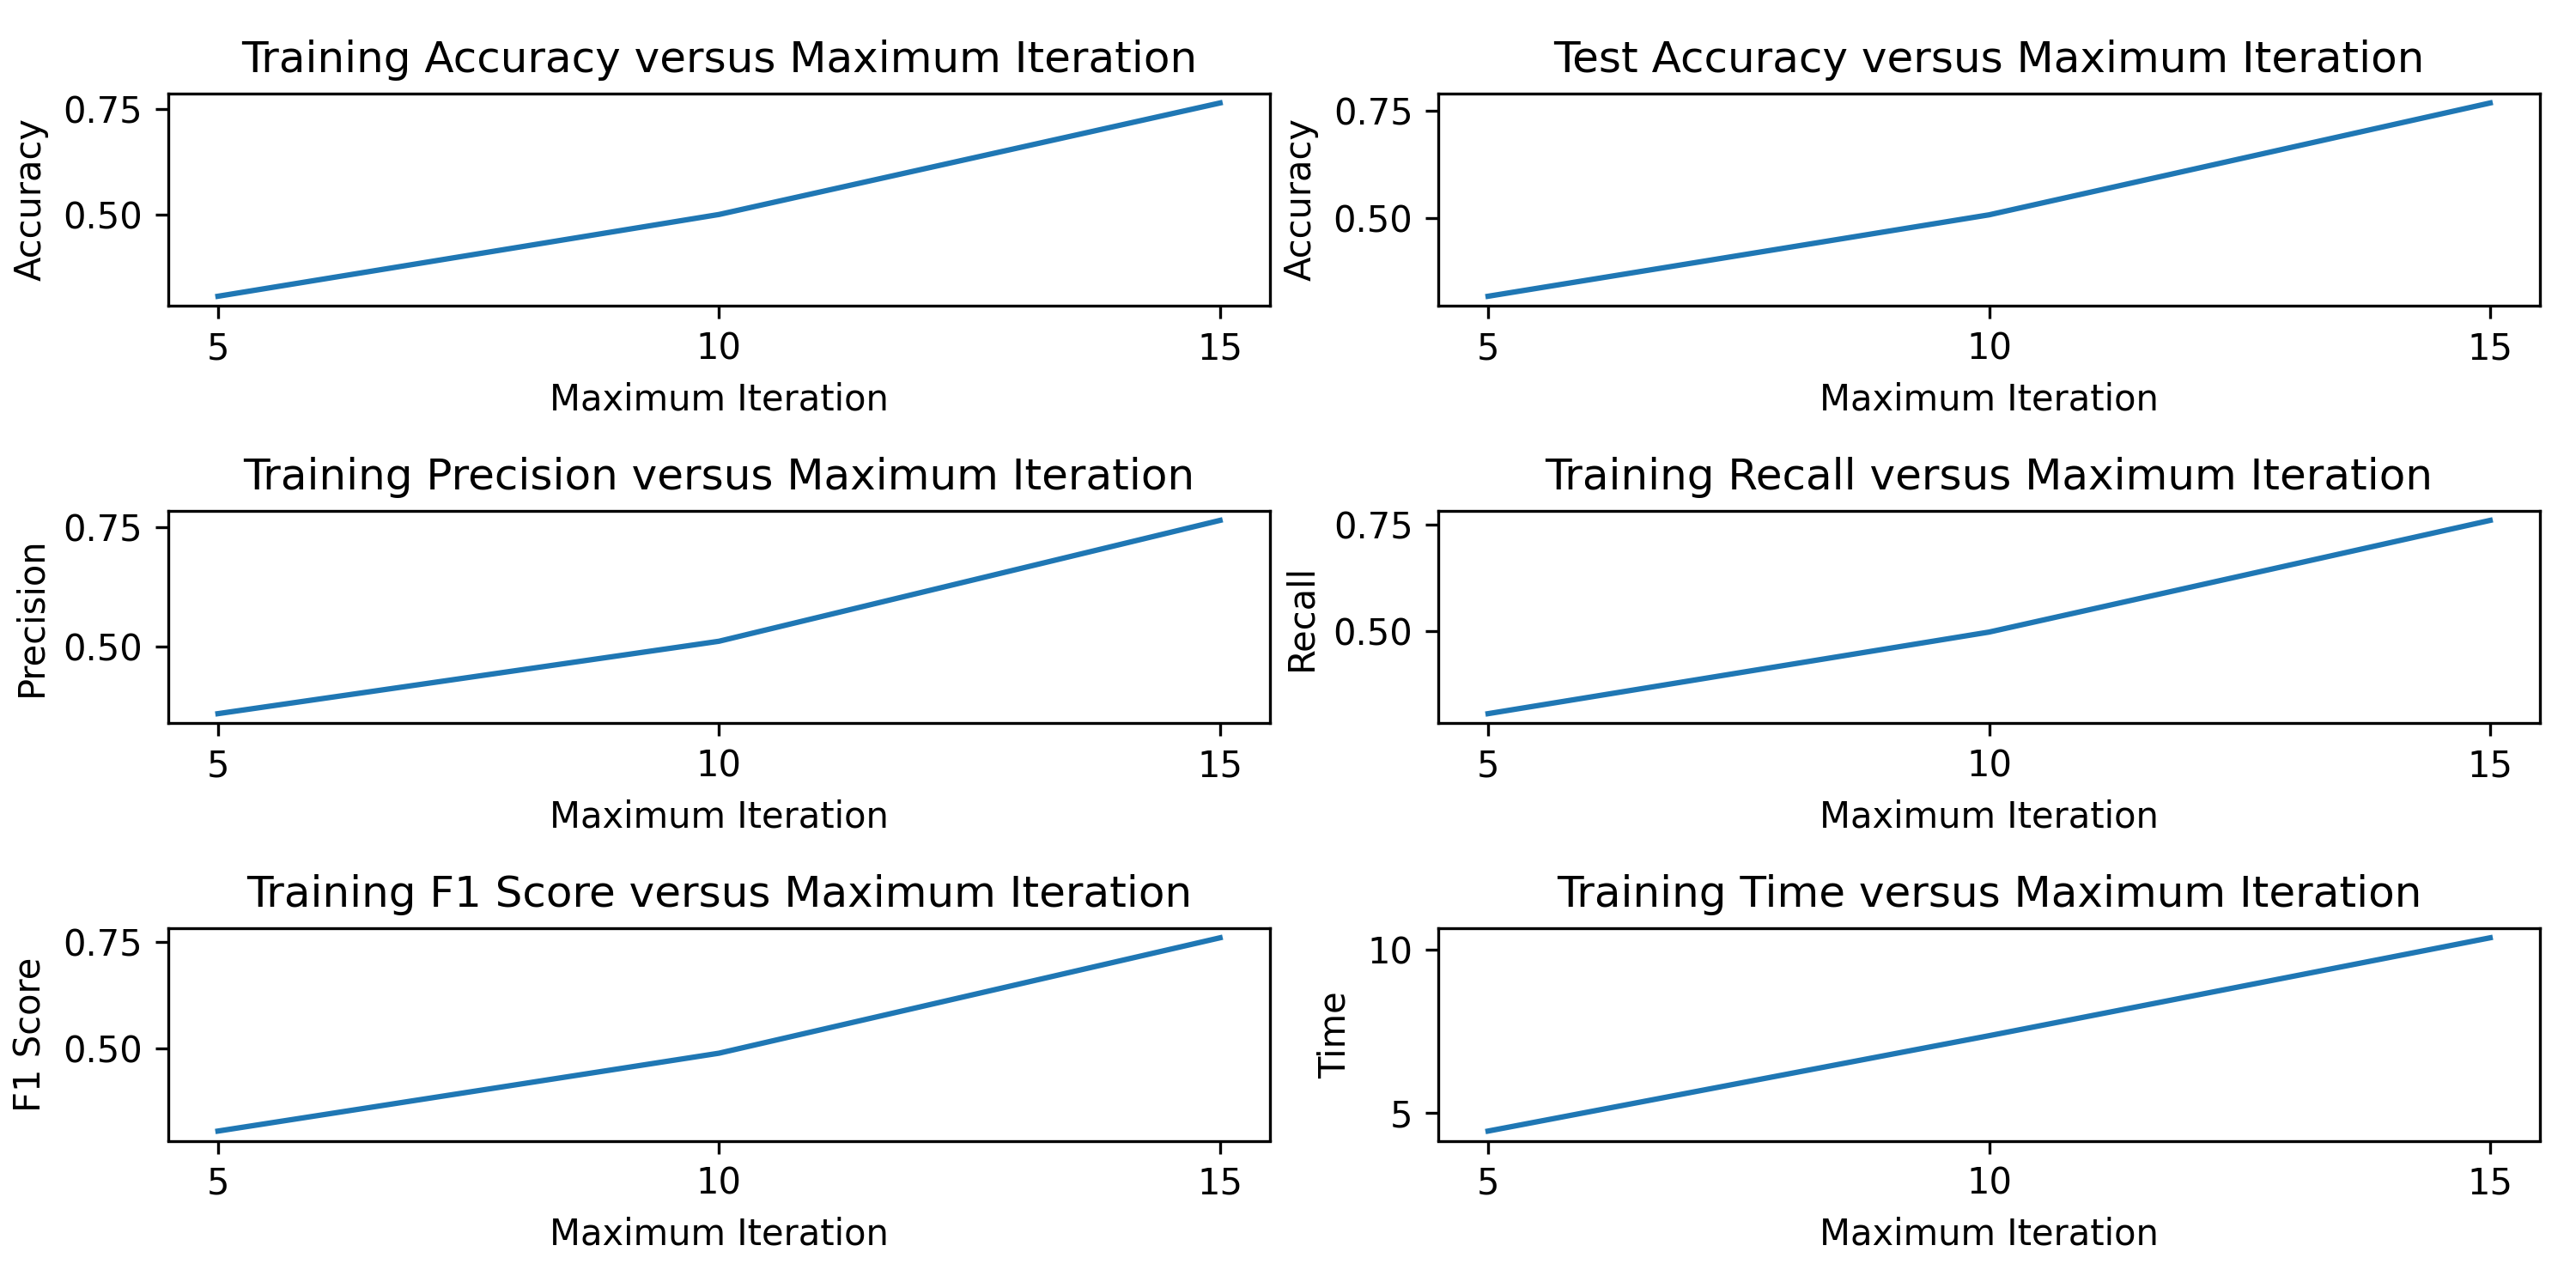 Training Accuracy versus Maximum Iteration
Accuracy
0.75
0.50
5 10 15
Maximum Iteration
Test Accuracy versus Maximum Iteration
Accuracy
0.75
0.50
5 10 15
Maximum Iteration
Training Precision versus Maximum Iteration
Precision
0.75
0.50
5 10 15
Maximum Iteration
Training Recall versus Maximum Iteration
Recall
0.75
0.50
5 10 15
Maximum Iteration
Training F1 Score versus Maximum Iteration
F1 Score
0.75
0.50
5 10 15
Maximum Iteration
Training Time versus Maximum Iteration
Time
10
5
5 10 15
Maximum Iteration